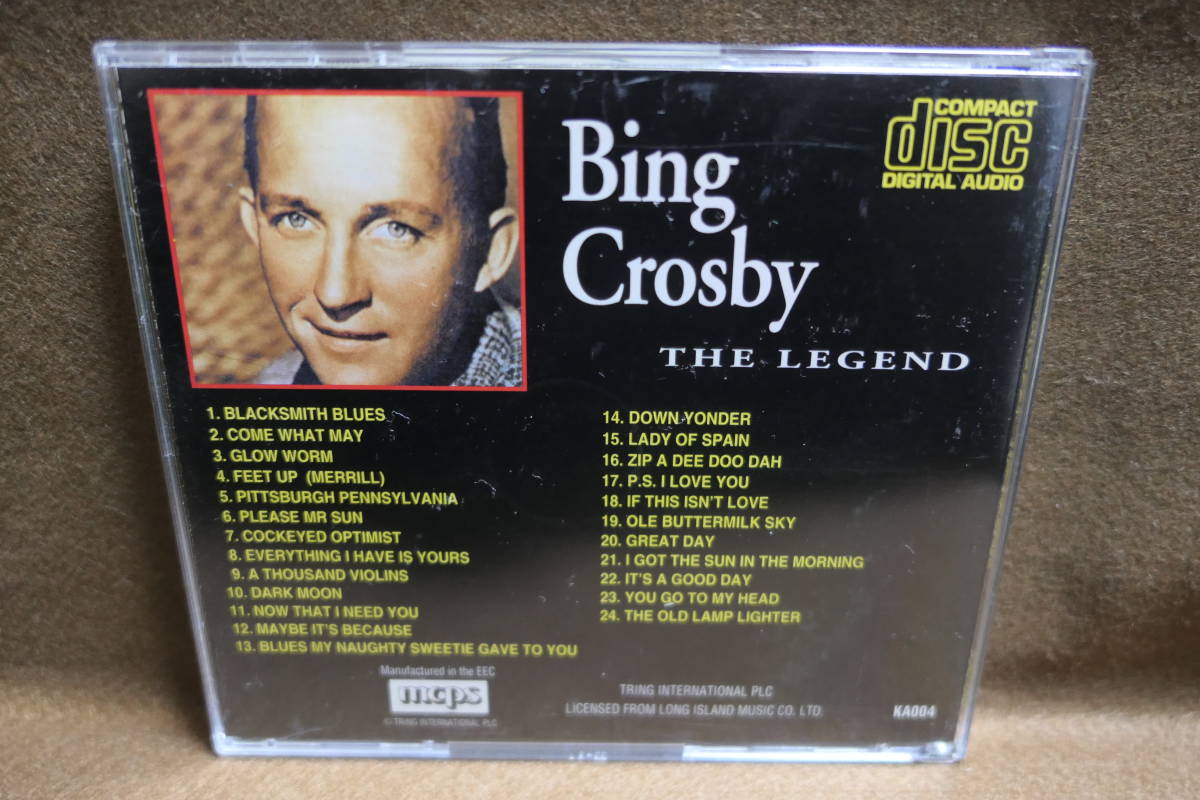 Bing
Crosby
THE LEGEND
COMPACT
disc
DIGITAL AUDIO
1. BLACKSMITH BLUES
2. COME WHAT MAY
3. GLOW WORM
4. FEET UP (MERRILL)
5. PITTSBURGH PENNSYLVANIA
6. PLEASE MR SUN
7. COCKEYED OPTIMIST
8. EVERYTHING I HAVE IS YOURS
9. A THOUSAND VIOLINS
10. DARK MOON
11. NOW THAT I NEED YOU
12. MAYBE IT'S BECAUSE
13. BLUES MY NAUGHTY SWEETIE GAVE TO YOU
14. DOWN YONDER
15. LADY OF SPAIN
16. ZIP A DEE DOO DAH
17. P.S. I LOVE YOU
18. IF THIS ISN'T LOVE
19. OLE BUTTERMILK SKY
20. GREAT DAY
21. I GOT THE SUN IN THE MORNING
22. IT'S A GOOD DAY
23. YOU GO TO MY HEAD
24. THE OLD LAMP LIGHTER
Manufactured in the EEC
mcps
© TRING INTERNATIONAL PLC
TRING INTERNATIONAL PLC
LICENSED FROM LONG ISLAND MUSIC CO. LTD.
KA004